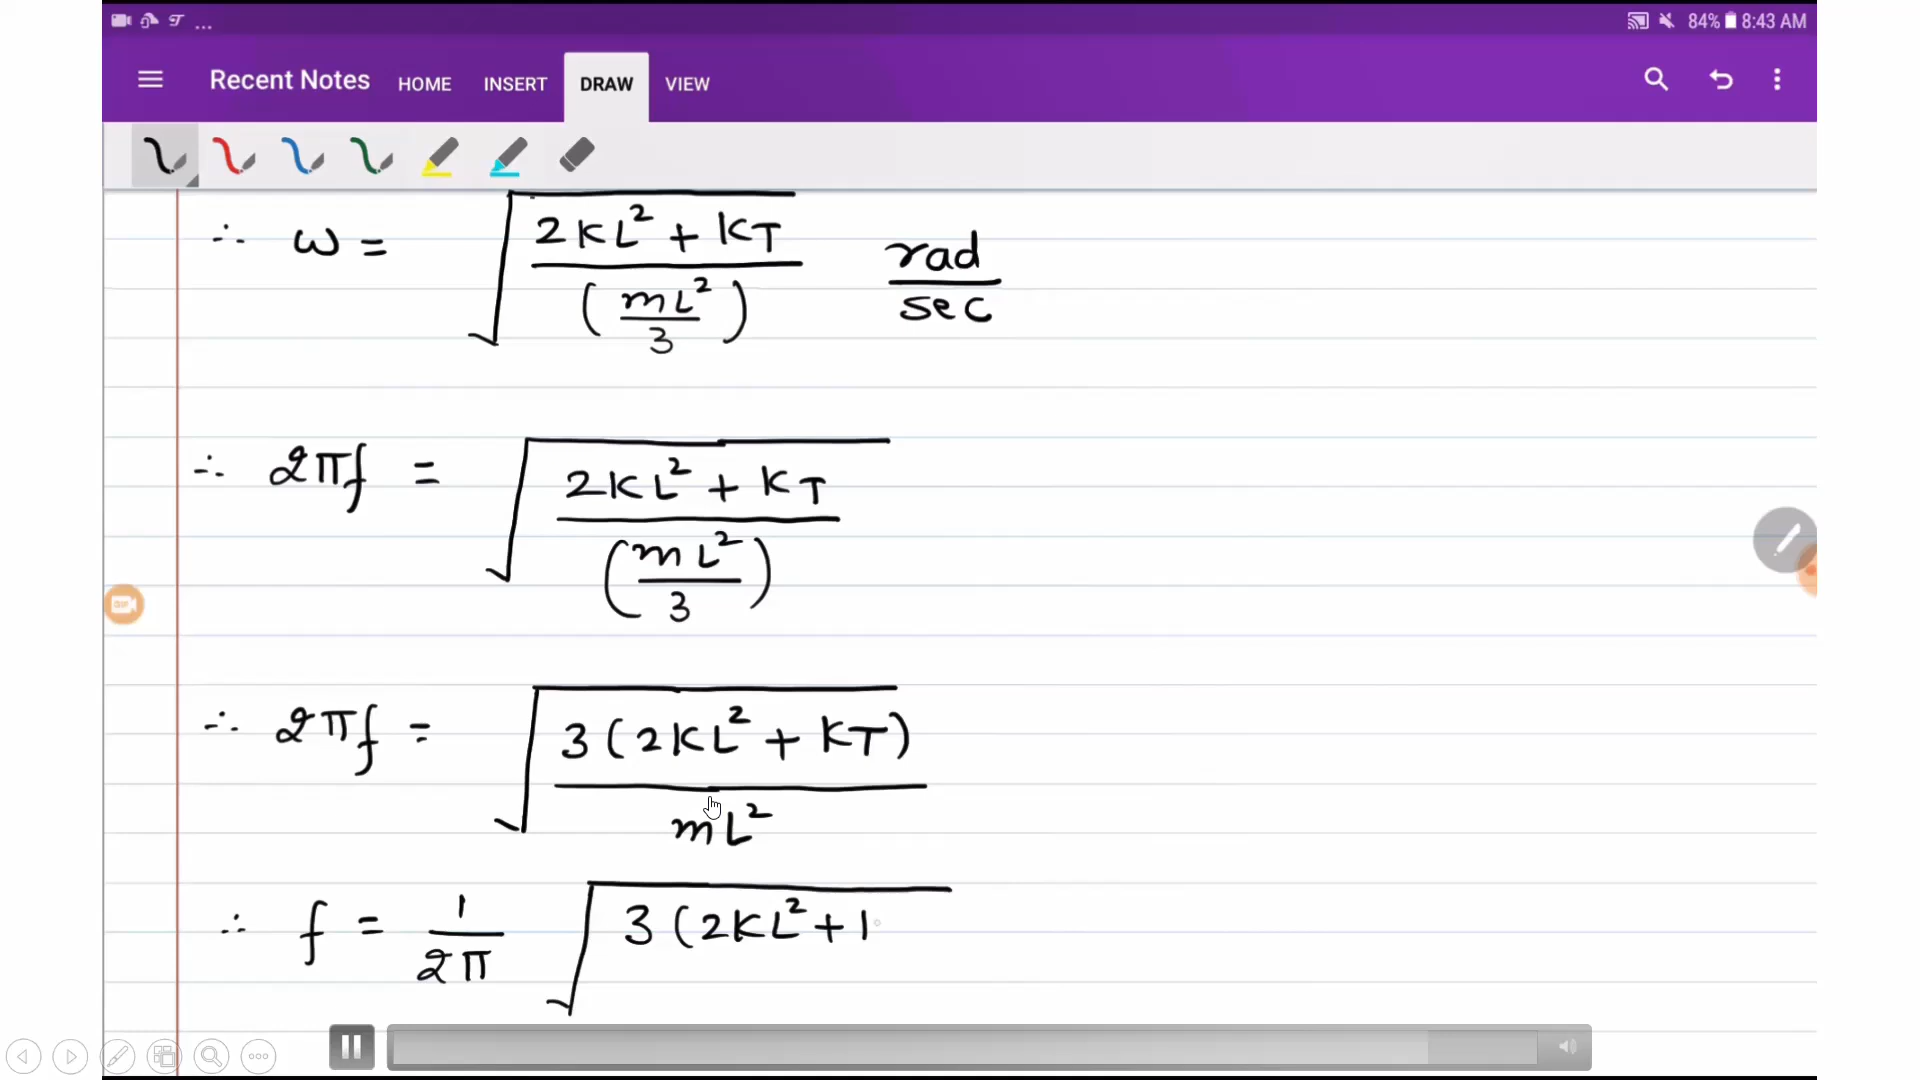 ... 84% 8:43 AM
Recent Notes HOME INSERT DRAW VIEW
∴ ω = √((2KL² + KT) / (mL²/3)) rad/sec
∴ 2πf = √((2KL² + KT) / (mL²/3))
∴ 2πf = √(3(2KL² + KT) / mL²)
∴ f = 1/2π √(3(2KL² + 1